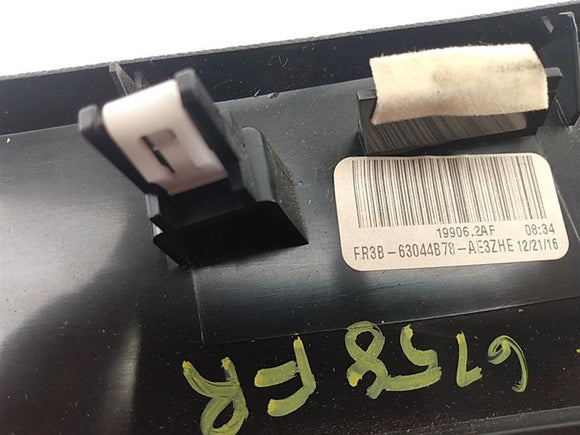 19906.2AF 08:34
FR3B-63044B78-AE3ZHE 12/21/16
6758 FR